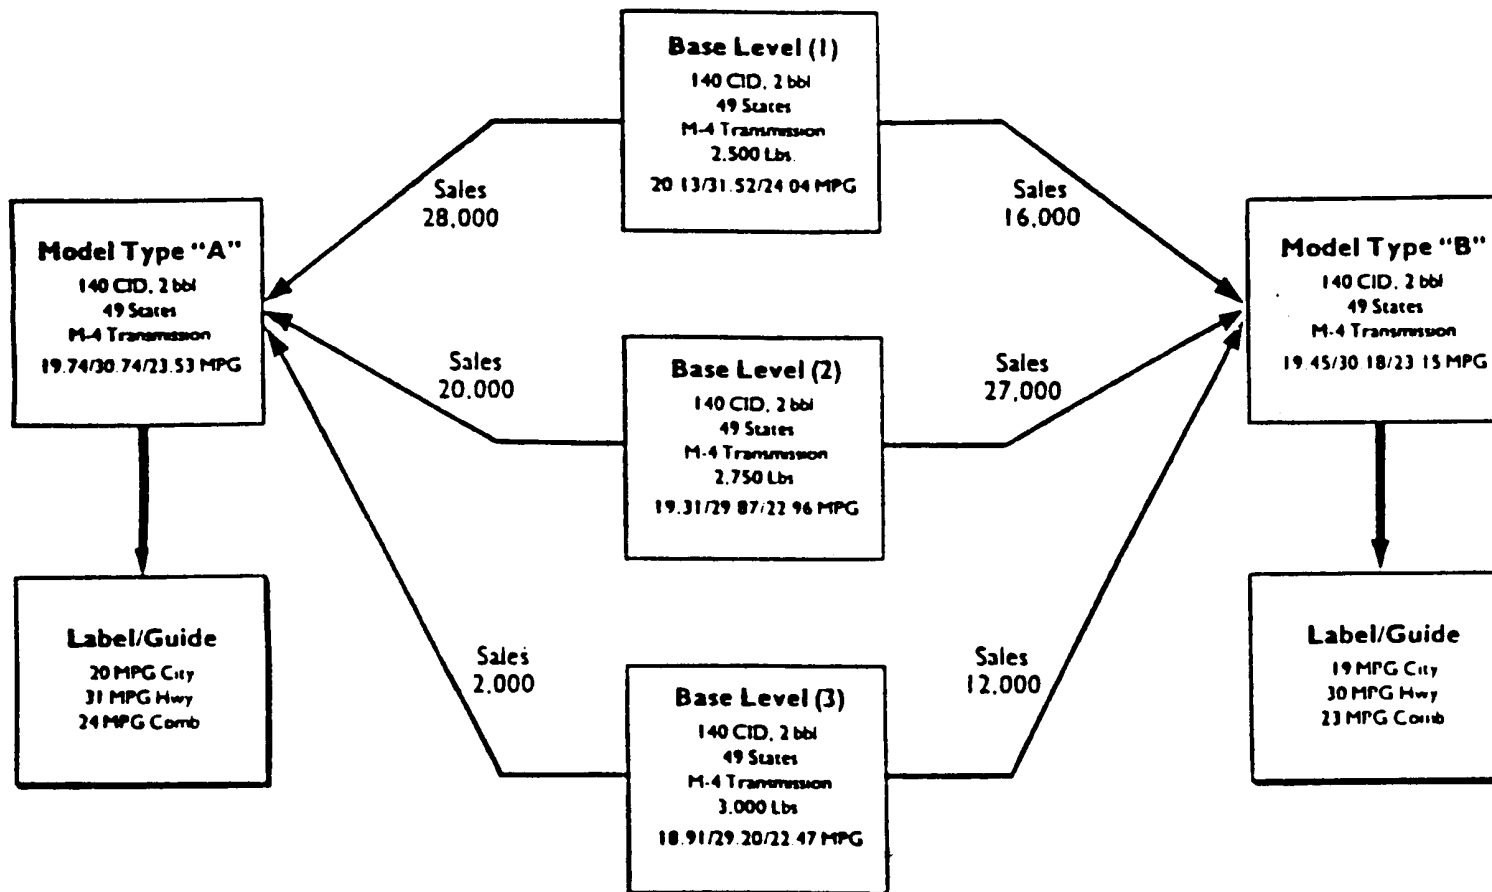 Base Level (1)
140 CID, 2 bbl
49 States
M-4 Transmission
2.500 Lbs.
20.13/31.52/24.04 MPG
Sales
28,000
Sales
16,000
Model Type "A"
140 CID, 2 bbl
49 States
M-4 Transmission
19.74/30.74/23.53 MPG
Model Type "B"
140 CID, 2 bbl
49 States
M-4 Transmission
19.45/30.18/23.15 MPG
Sales
20,000
Base Level (2)
140 CID, 2 bbl
49 States
M-4 Transmission
2,750 Lbs
19.31/29.87/22.96 MPG
Sales
27,000
Label/Guide
20 MPG City
31 MPG Hwy
24 MPG Comb
Sales
2,000
Base Level (3)
140 CID, 2 bbl
49 States
M-4 Transmission
3.000 Lbs
18.91/29.20/22.47 MPG
Sales
12,000
Label/Guide
19 MPG City
30 MPG Hwy
23 MPG Comb